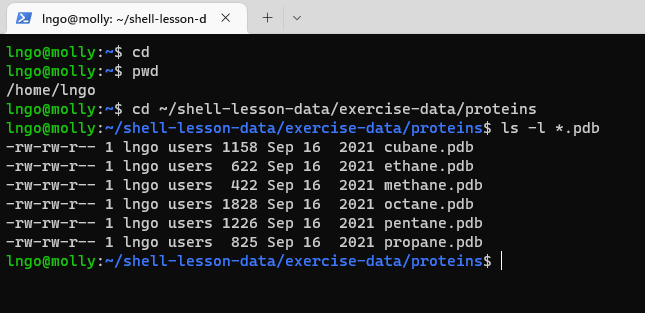 lngo@molly: ~/shell-lesson-d
lngo@molly:~$ cd
lngo@molly:~$ pwd
/home/lngo
lngo@molly:~$ cd ~/shell-lesson-data/exercise-data/proteins
lngo@molly:~/shell-lesson-data/exercise-data/proteins$ ls -l *.pdb
-rw-rw-r-- 1 lngo users 1158 Sep 16  2021 cubane.pdb
-rw-rw-r-- 1 lngo users  622 Sep 16  2021 ethane.pdb
-rw-rw-r-- 1 lngo users  422 Sep 16  2021 methane.pdb
-rw-rw-r-- 1 lngo users 1828 Sep 16  2021 octane.pdb
-rw-rw-r-- 1 lngo users 1226 Sep 16  2021 pentane.pdb
-rw-rw-r-- 1 lngo users  825 Sep 16  2021 propane.pdb
lngo@molly:~/shell-lesson-data/exercise-data/proteins$